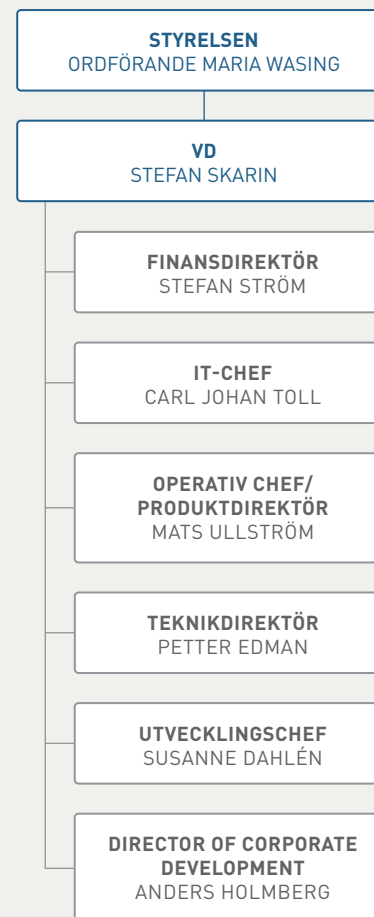 STYRELSEN
ORDFÖRANDE MARIA WASING
VD
STEFAN SKARIN
FINANSDIREKTÖR
STEFAN STRÖM
IT-CHEF
CARL JOHAN TOLL
OPERATIV CHEF/
PRODUKTDIREKTÖR
MATS ULLSTRÖM
TEKNIKDIREKTÖR
PETTER EDMAN
UTVECKLINGSCHEF
SUSANNE DAHLÉN
DIRECTOR OF CORPORATE
DEVELOPMENT
ANDERS HOLMBERG